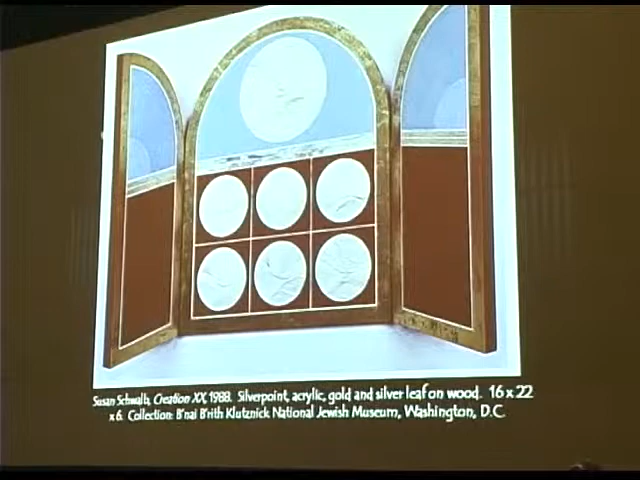 Susan Schwalb, Creation XX, 1988. Silverpoint, acrylic, gold and silver leaf on wood. 16 x 22
x 6. Collection: B'nai B'rith Klutznick National Jewish Museum, Washington, D.C.